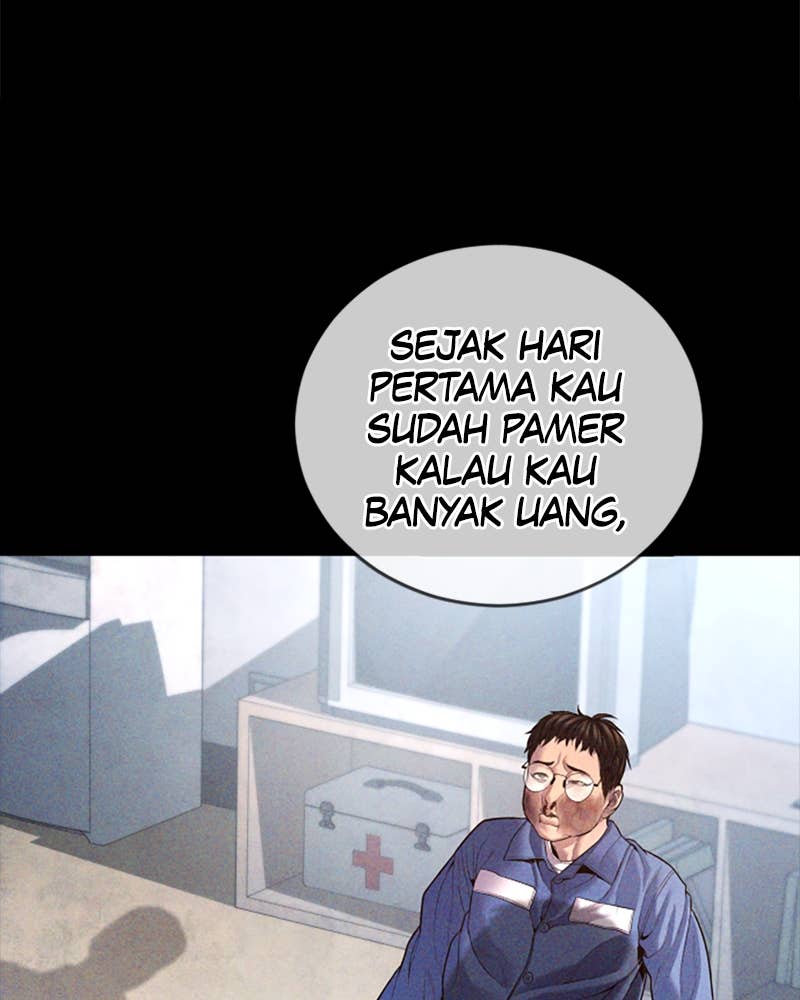 SEJAK HARI
PERTAMA KAU
SUDAH PAMER
KALAU KAU
BANYAK UANG,